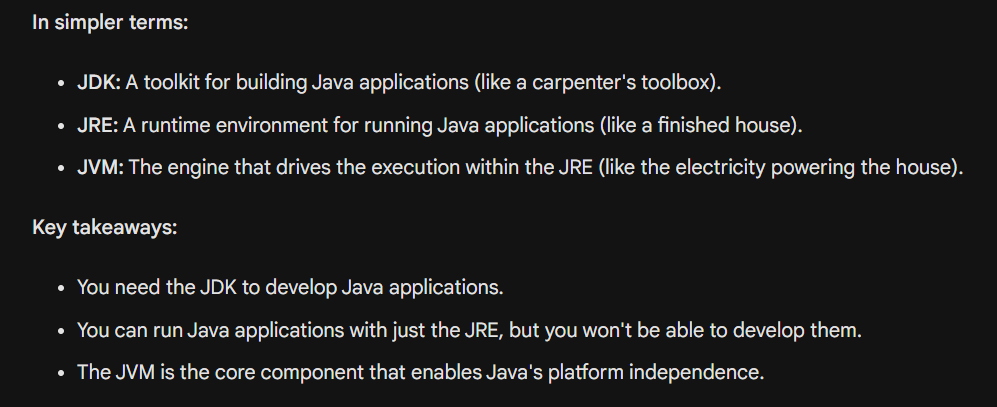 In simpler terms:
• JDK: A toolkit for building Java applications (like a carpenter's toolbox).
• JRE: A runtime environment for running Java applications (like a finished house).
• JVM: The engine that drives the execution within the JRE (like the electricity powering the house).
Key takeaways:
• You need the JDK to develop Java applications.
• You can run Java applications with just the JRE, but you won't be able to develop them.
• The JVM is the core component that enables Java's platform independence.